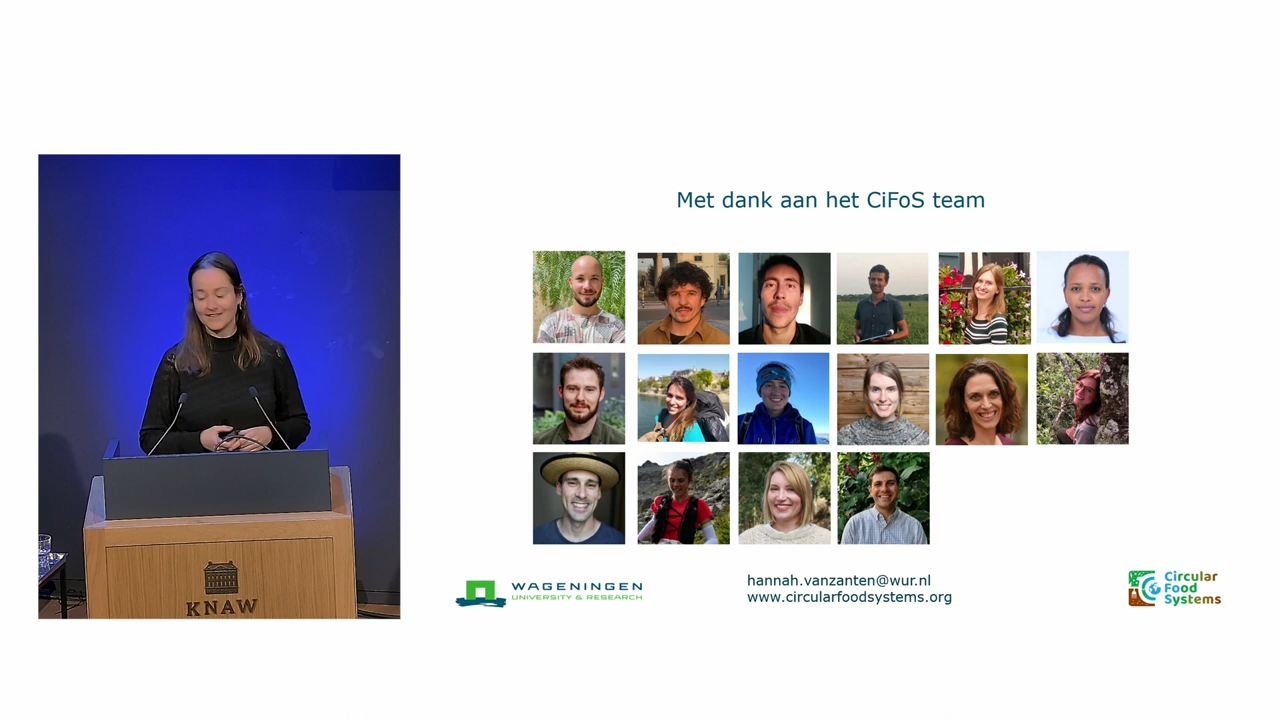 Met dank aan het CiFoS team
KNAW
WAGENINGEN
UNIVERSITY & RESEARCH
hannah.vanzanten@wur.nl
www.circularfoodsystems.org
Circular
Food
Systems